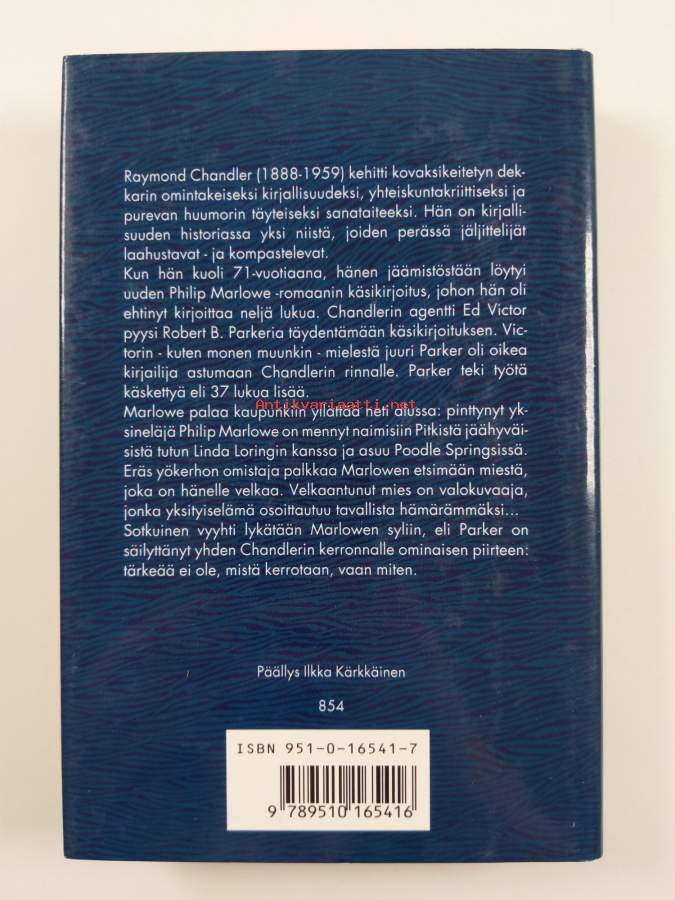 Raymond Chandler (1888-1959) kehitti kovaksikeitetyn dek-
karin omintakeiseksi kirjallisuudeksi, yhteiskuntakriittiseksi ja
purevan huumorin täyteiseksi sanataiteeksi. Hän on kirjalli-
suuden historiassa yksi niistä, joiden perässä jäljittelijät
laahustavat - ja kompastelevat.
Kun hän kuoli 71-vuotiaana, hänen jäämistöstään löytyi
uuden Philip Marlowe -romaanin käsikirjoitus, johon hän oli
ehtinyt kirjoittaa neljä lukua. Chandlerin agentti Ed Victor
pyysi Robert B. Parkeria täydentämään käsikirjoituksen. Vic-
torin - kuten monen muunkin - mielestä juuri Parker oli oikea
kirjailija astumaan Chandlerin rinnalle. Parker teki työtä
käskettyä eli 37 lukua lisää.
Antikvariaatti.net
Marlowe palaa kaupunkiin yllättää heti alussa: pinttynyt yk-
sineläjä Philip Marlowe on mennyt naimisiin Pitkistä jäähyväi-
sistä tutun Linda Loringin kanssa ja asuu Poodle Springsissä.
Eräs yökerhon omistaja palkkaa Marlowen etsimään miestä,
joka on hänelle velkaa. Velkaantunut mies on valokuvaaja,
jonka yksityiselämä osoittautuu tavallista hämärämmäksi...
Sotkuinen vyyhti lykätään Marlowen syliin, eli Parker on
säilyttänyt yhden Chandlerin kerronnalle ominaisen piirteen:
tärkeää ei ole, mistä kerrotaan, vaan miten.
Päällys Ilkka Kärkkäinen
854
ISBN 951-0-16541-7
9 789510 165416